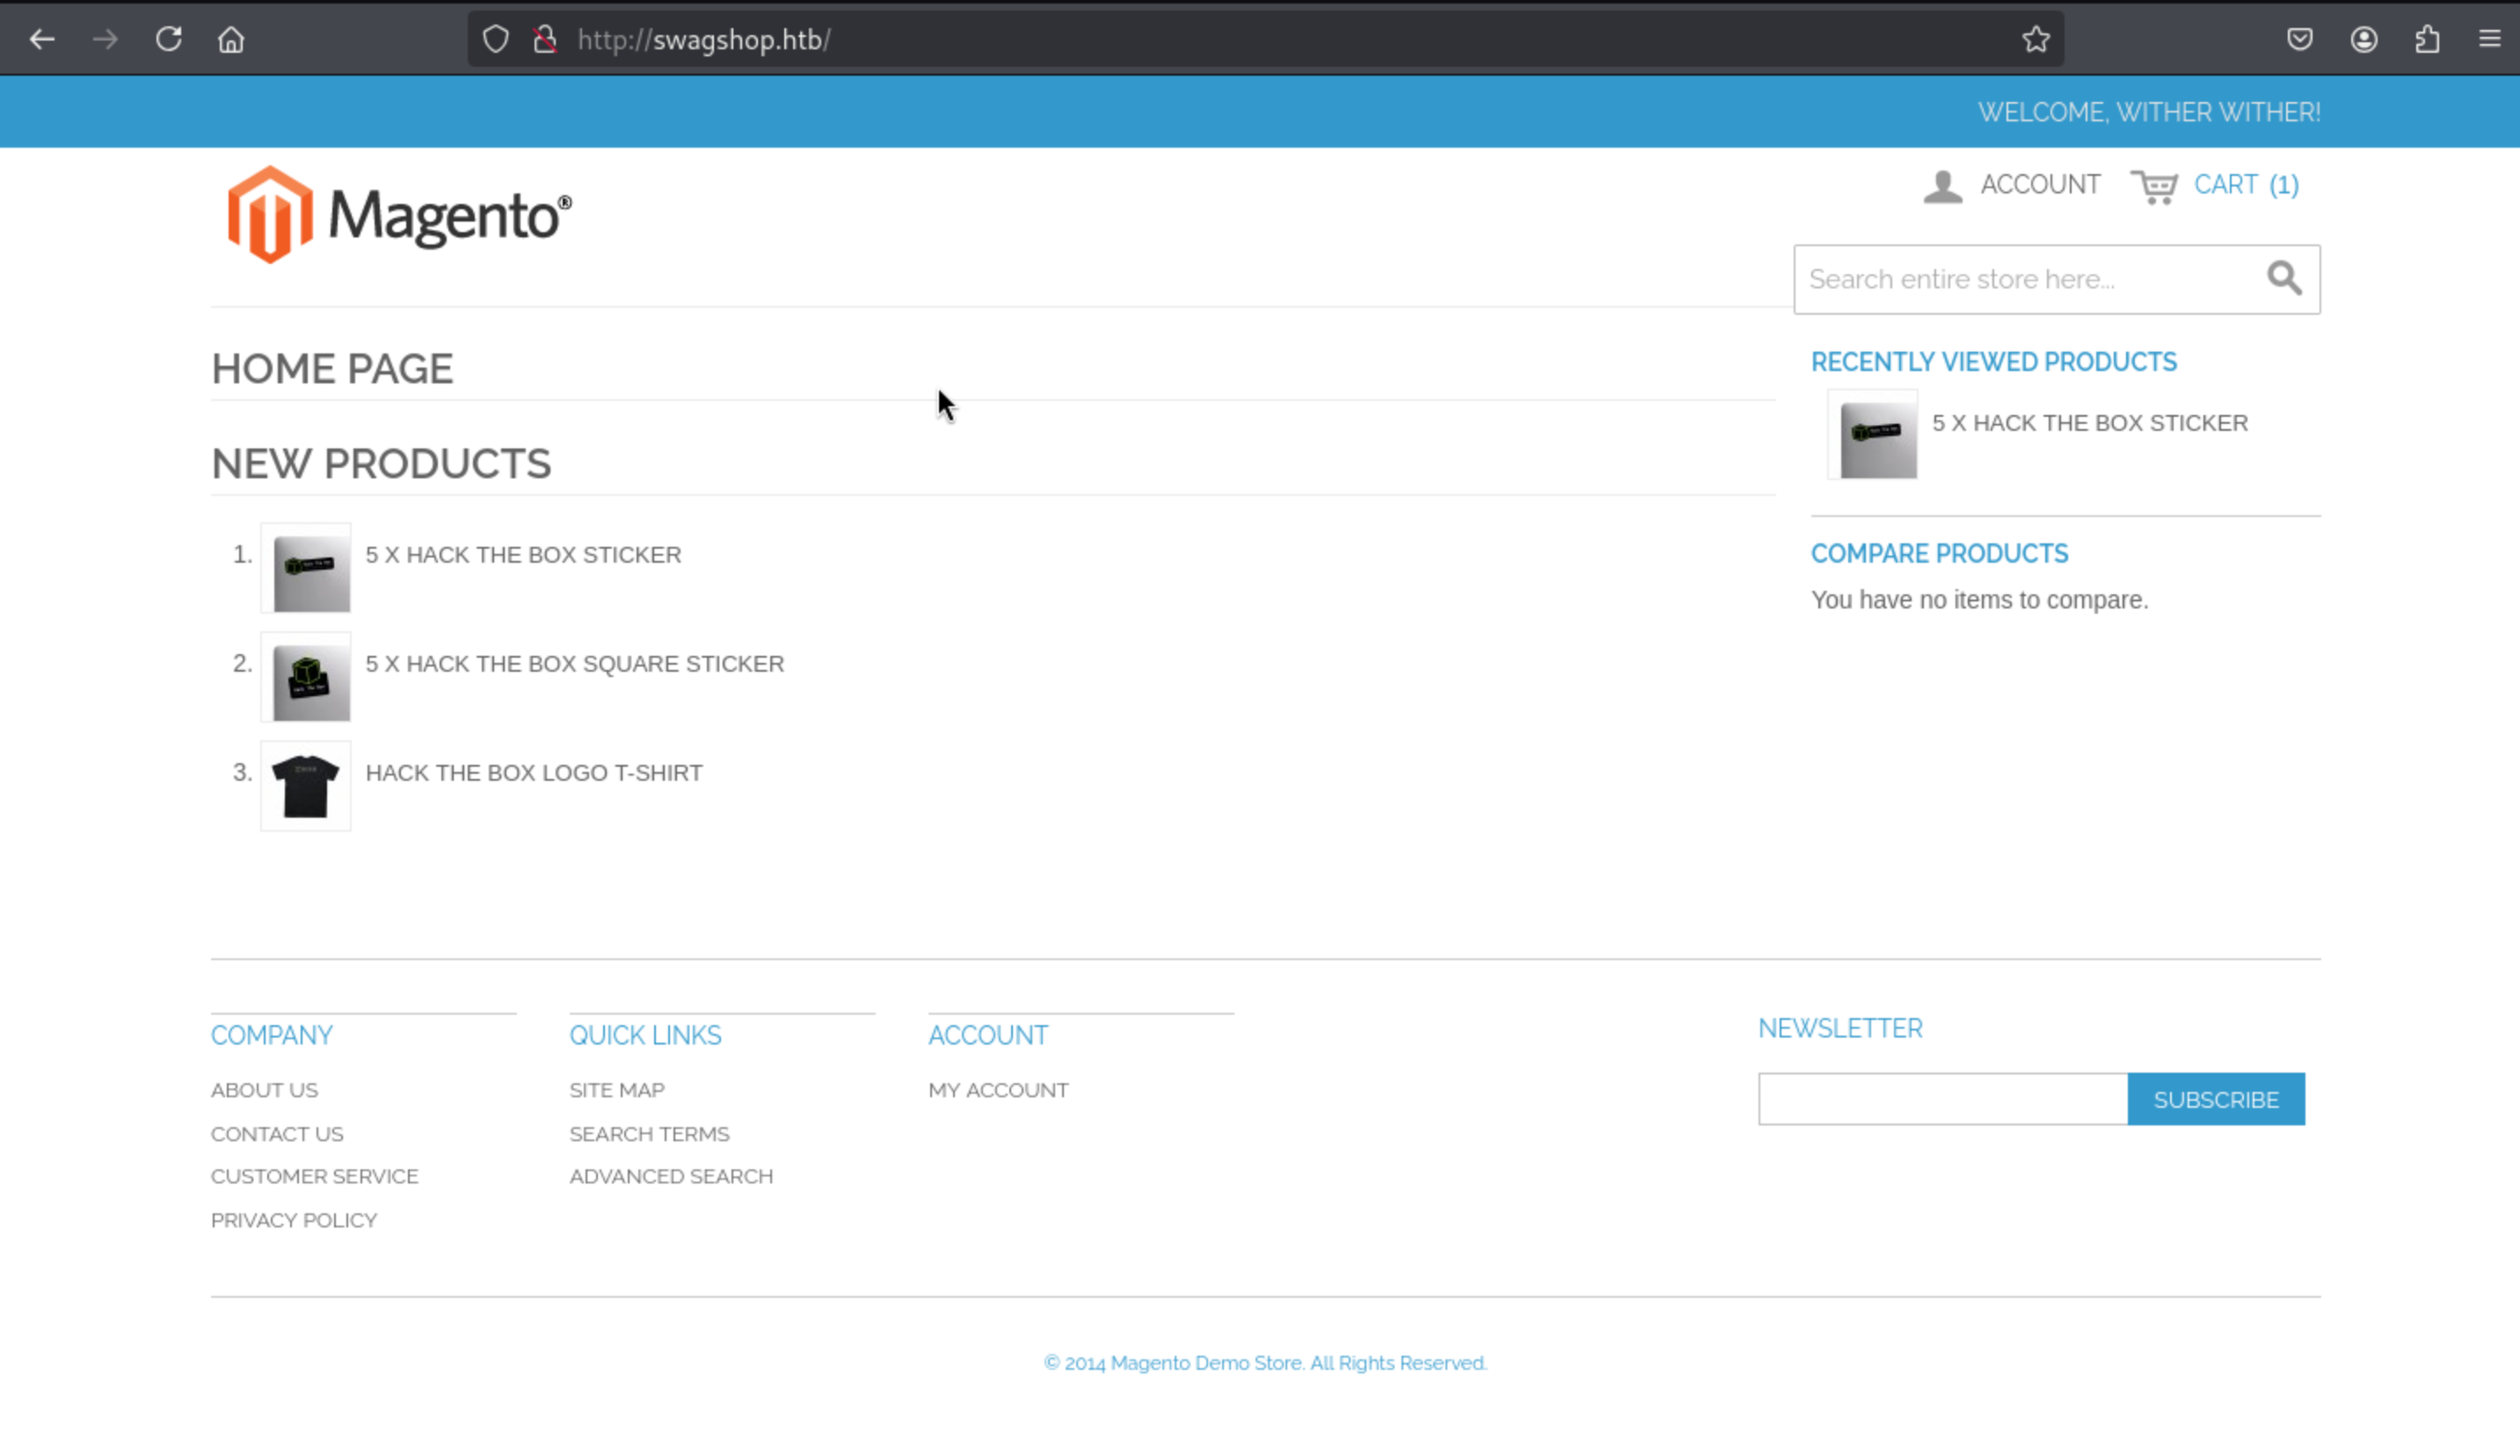 http://swagshop.htb/
WELCOME, WITHER WITHER!
Magento®
ACCOUNT
CART (1)
Search entire store here...
HOME PAGE
NEW PRODUCTS
1. 5 X HACK THE BOX STICKER
2. 5 X HACK THE BOX SQUARE STICKER
3. HACK THE BOX LOGO T-SHIRT
RECENTLY VIEWED PRODUCTS
5 X HACK THE BOX STICKER
COMPARE PRODUCTS
You have no items to compare.
COMPANY
ABOUT US
CONTACT US
CUSTOMER SERVICE
PRIVACY POLICY
QUICK LINKS
SITE MAP
SEARCH TERMS
ADVANCED SEARCH
ACCOUNT
MY ACCOUNT
NEWSLETTER
SUBSCRIBE
© 2014 Magento Demo Store. All Rights Reserved.